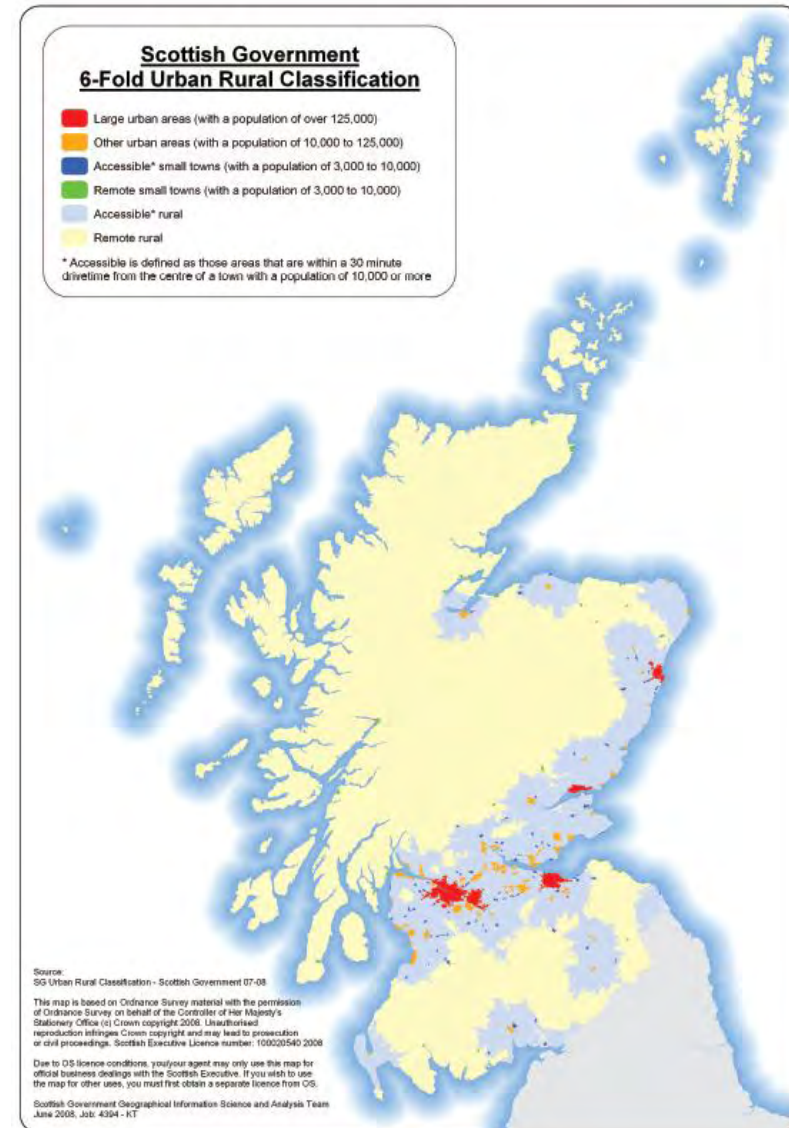 Scottish Government
6-Fold Urban Rural Classification
Large urban areas (with a population of over 125,000)
Other urban areas (with a population of 10,000 to 125,000)
Accessible* small towns (with a population of 3,000 to 10,000)
Remote small towns (with a population of 3,000 to 10,000)
Accessible* rural
Remote rural
* Accessible is defined as those areas that are within a 30 minute
drivetime from the centre of a town with a population of 10,000 or more
Source:
SG Urban Rural Classification - Scottish Government 07-08
This map is based on Ordnance Survey material with the permission
of Ordnance Survey on behalf of the Controller of Her Majesty's
Stationery Office (c) Crown copyright 2008. Unauthorised
reproduction infringes Crown copyright and may lead to prosecution
or civil proceedings. Scottish Executive Licence number: 100020540 2008
Due to OS licence conditions, you/your agent may only use this map for
official business dealings with the Scottish Executive. If you wish to use
the map for other uses, you must first obtain a separate licence from OS.
Scottish Government Geographical Information Science and Analysis Team
June 2008, Job: 4394 - KT